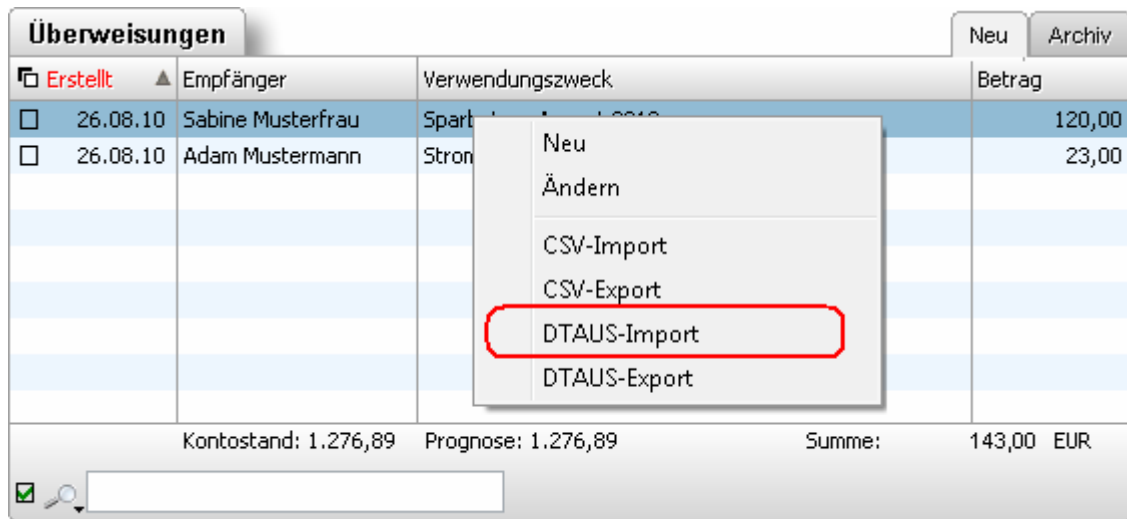 Überweisungen Neu Archiv
Erstellt Empfänger Verwendungszweck Betrag
26.08.10 Sabine Musterfrau 120,00
26.08.10 Adam Mustermann 23,00
Neu
Ändern
CSV-Import
CSV-Export
DTAUS-Import
DTAUS-Export
Kontostand: 1.276,89 Prognose: 1.276,89 Summe: 143,00 EUR